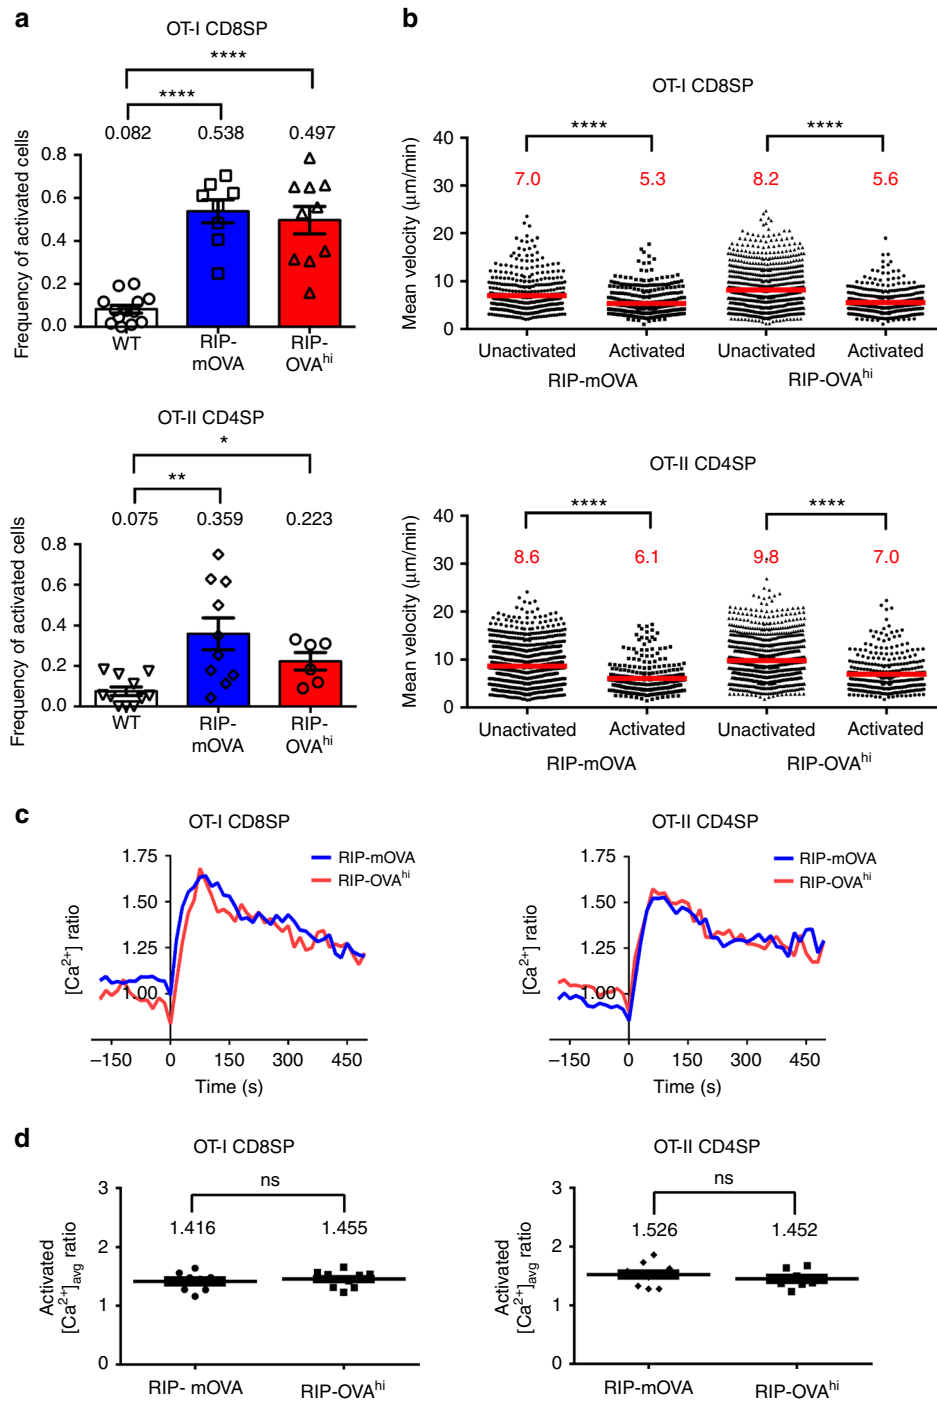 a
OT-I CD8SP
****
****
0.082 0.538 0.497
Frequency of activated cells
0.8
0.6
0.4
0.2
0.0
WT RIP-mOVA RIP-OVAhi
OT-II CD4SP
*
**
0.075 0.359 0.223
Frequency of activated cells
0.8
0.6
0.4
0.2
0.0
WT RIP-mOVA RIP-OVAhi
b
OT-I CD8SP
**** ****
7.0 5.3 8.2 5.6
Mean velocity (μm/min)
40
30
20
10
0
Unactivated Activated Unactivated Activated
RIP-mOVA RIP-OVAhi
OT-II CD4SP
**** ****
8.6 6.1 9.8 7.0
Mean velocity (μm/min)
40
30
20
10
0
Unactivated Activated Unactivated Activated
RIP-mOVA RIP-OVAhi
c
OT-I CD8SP
RIP-mOVA
RIP-OVAhi
[Ca2+] ratio
1.75
1.50
1.25
1.00
–150 0 150 300 450
Time (s)
OT-II CD4SP
RIP-mOVA
RIP-OVAhi
[Ca2+] ratio
1.75
1.50
1.25
1.00
–150 0 150 300 450
Time (s)
d
OT-I CD8SP
ns
1.416 1.455
Activated
[Ca2+]avg ratio
3
2
1
0
RIP- mOVA RIP-OVAhi
OT-II CD4SP
ns
1.526 1.452
Activated
[Ca2+]avg ratio
3
2
1
0
RIP-mOVA RIP-OVAhi